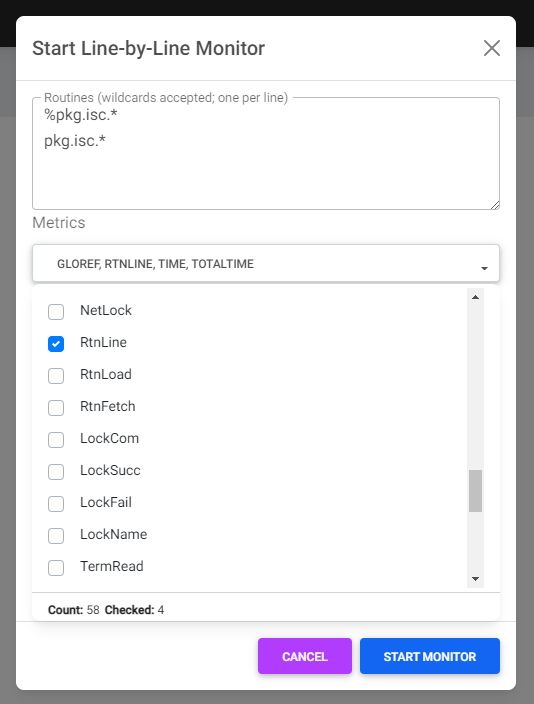 Start Line-by-Line Monitor
Routines (wildcards accepted; one per line)
%pkg.isc.*
pkg.isc.*
Metrics
GLOREF, RTNLINE, TIME, TOTALTIME
NetLock
RtnLine
RtnLoad
RtnFetch
LockCom
LockSucc
LockFail
LockName
TermRead
Count: 58 Checked: 4
CANCEL
START MONITOR